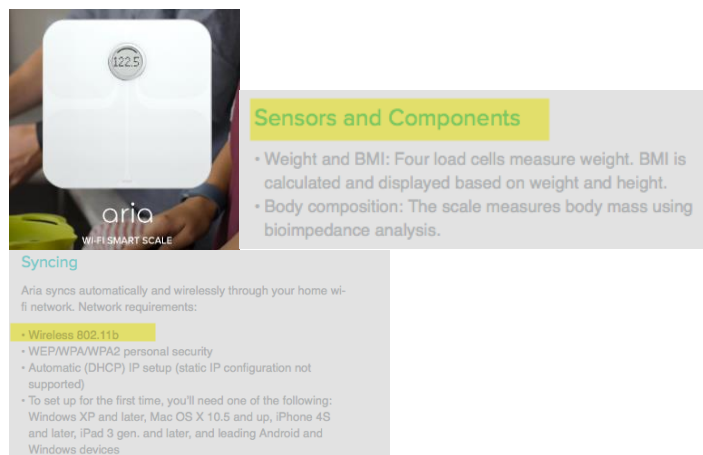 122.5
aria
WI-FI SMART SCALE
Sensors and Components
• Weight and BMI: Four load cells measure weight. BMI is
calculated and displayed based on weight and height.
• Body composition: The scale measures body mass using
bioimpedance analysis.
Syncing
Aria syncs automatically and wirelessly through your home wi-
fi network. Network requirements:
• Wireless 802.11b
• WEP/WPA/WPA2 personal security
• Automatic (DHCP) IP setup (static IP configuration not
supported)
• To set up for the first time, you'll need one of the following:
Windows XP and later, Mac OS X 10.5 and up, iPhone 4S
and later, iPad 3 gen. and later, and leading Android and
Windows devices